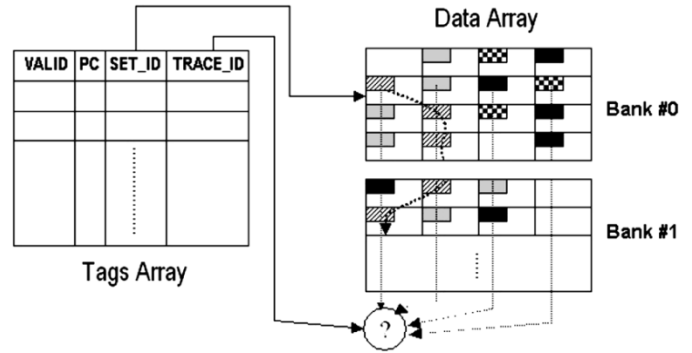 Data Array
VALID PC SET_ID TRACE_ID
Bank #0
Bank #1
Tags Array
?